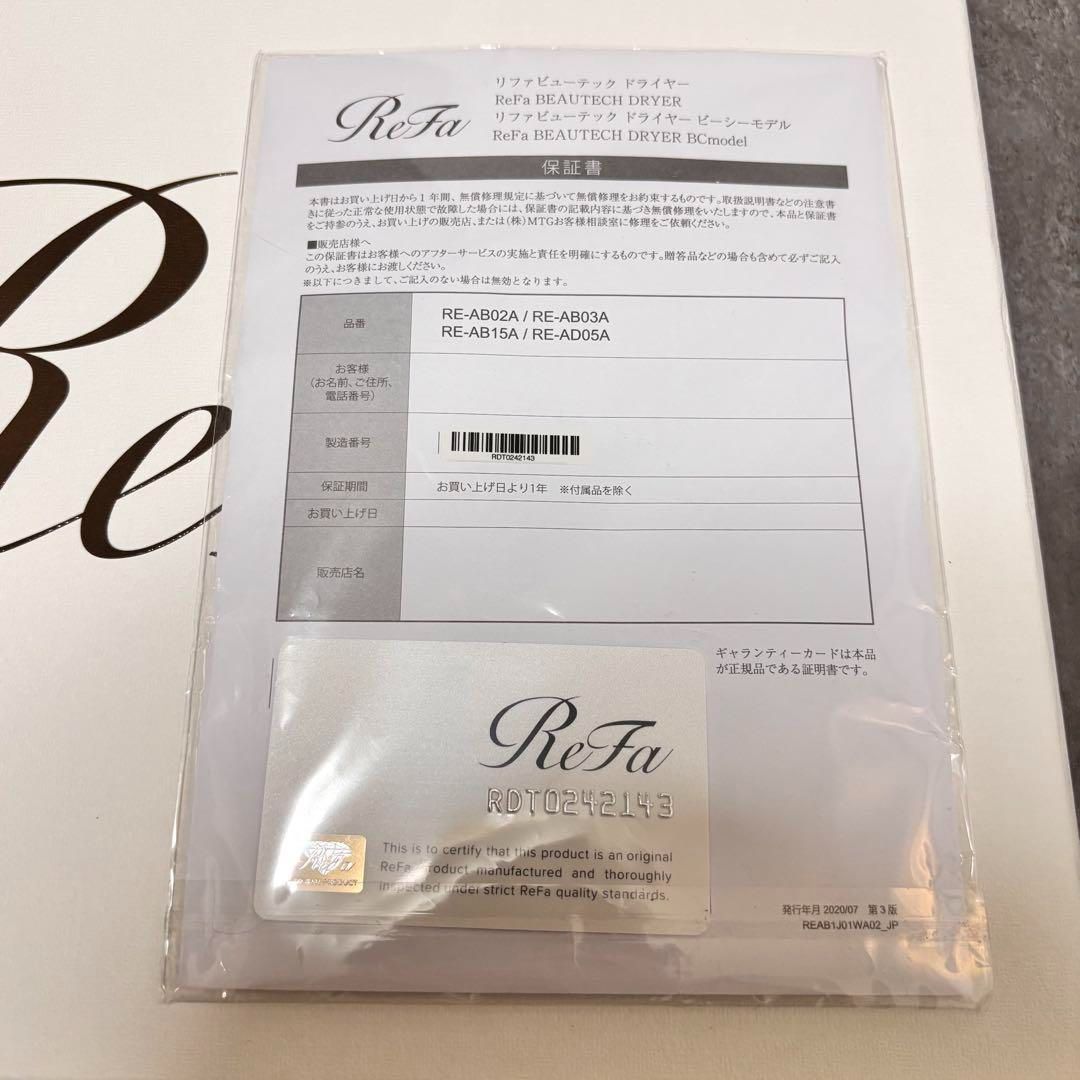 リファビューテック ドライヤー
ReFa BEAUTECH DRYER
リファビューテック ドライヤー ビーシーモデル
ReFa BEAUTECH DRYER BCmodel
ReFa
保証書
本書はお買い上げ日から1年間、無償修理規定に基づいて無償修理をお約束するものです。取扱説明書などの注意書
きに従った正常な使用状態で故障した場合には、保証書の記載内容に基づき無償修理をいたしますので、本品と保証書
をご持参のうえ、お買い上げの販売店、または(株)MTGお客様相談室に修理をご依頼ください。
■販売店様へ
この保証書はお客様へのアフターサービスの実施と責任を明確にするものです。贈答品などの場合も含めて必ずご記入
のうえ、お客様にお渡しください。
※以下につきまして、ご記入のない場合は無効となります。
品番
RE-AB02A / RE-AB03A
RE-AB15A / RE-AD05A
お客様
(お名前、ご住所、
電話番号)
製造番号
RDT0242143
保証期間
お買い上げ日より1年 ※付属品を除く
お買い上げ日
販売店名
ギャランティーカードは本品
が正規品である証明書です。
ReFa
RDT0242143
This is to certify that this product is an original
ReFa product manufactured and thoroughly
inspected under strict ReFa quality standards.
発行年月 2020/07 第3版
REAB1J01WA02_JP
Re